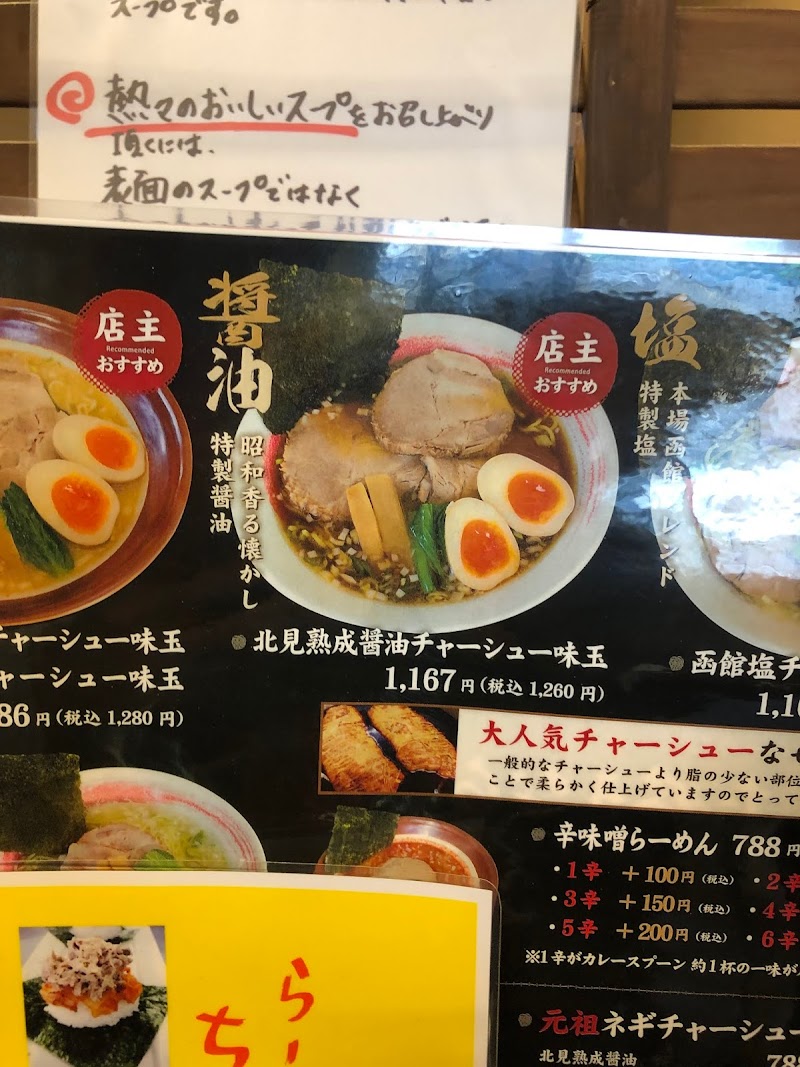 スープです。
熱々のおいしいスープをお召し上がり
頂くには、
表面のスープではなく
店主
Recommended
おすすめ
醤油
昭和香る懐かし
特製醤油
店主
Recommended
おすすめ
塩
本場函館
特製塩
チャーシュー味玉
ャーシュー味玉
86円(税込 1,280円)
北見熟成醤油チャーシュー味玉
1,167円(税込 1,260円)
函館塩チ
大人気チャーシューなぜ
一般的なチャーシューより脂の少ない部位
ことで柔らかく仕上げていますのでとって
辛味噌らーめん 788円
・1辛 +100円(税込) ・2辛
・3辛 +150円(税込) ・4辛
・5辛 +200円(税込) ・6辛
※1辛がカレースプーン約1杯の一味が
元祖ネギチャーシュー
北見熟成醤油 788
らー
ち